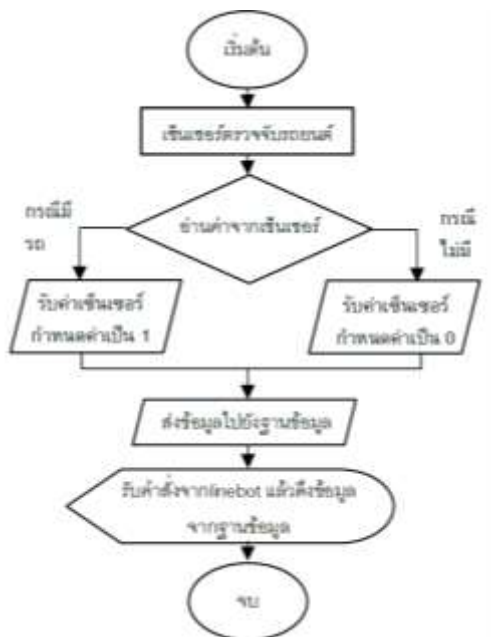 เริ่มต้น
เซ็นเซอร์ตรวจจับรถยนต์
อ่านค่าจากเซ็นเซอร์
กรณีมี
รถ
กรณี
ไม่มี
รับค่าเซ็นเซอร์
กำหนดค่าเป็น 1
รับค่าเซ็นเซอร์
กำหนดค่าเป็น 0
ส่งข้อมูลไปยังฐานข้อมูล
รับคำสั่งจากlinebot แล้วดึงข้อมูล
จากฐานข้อมูล
จบ